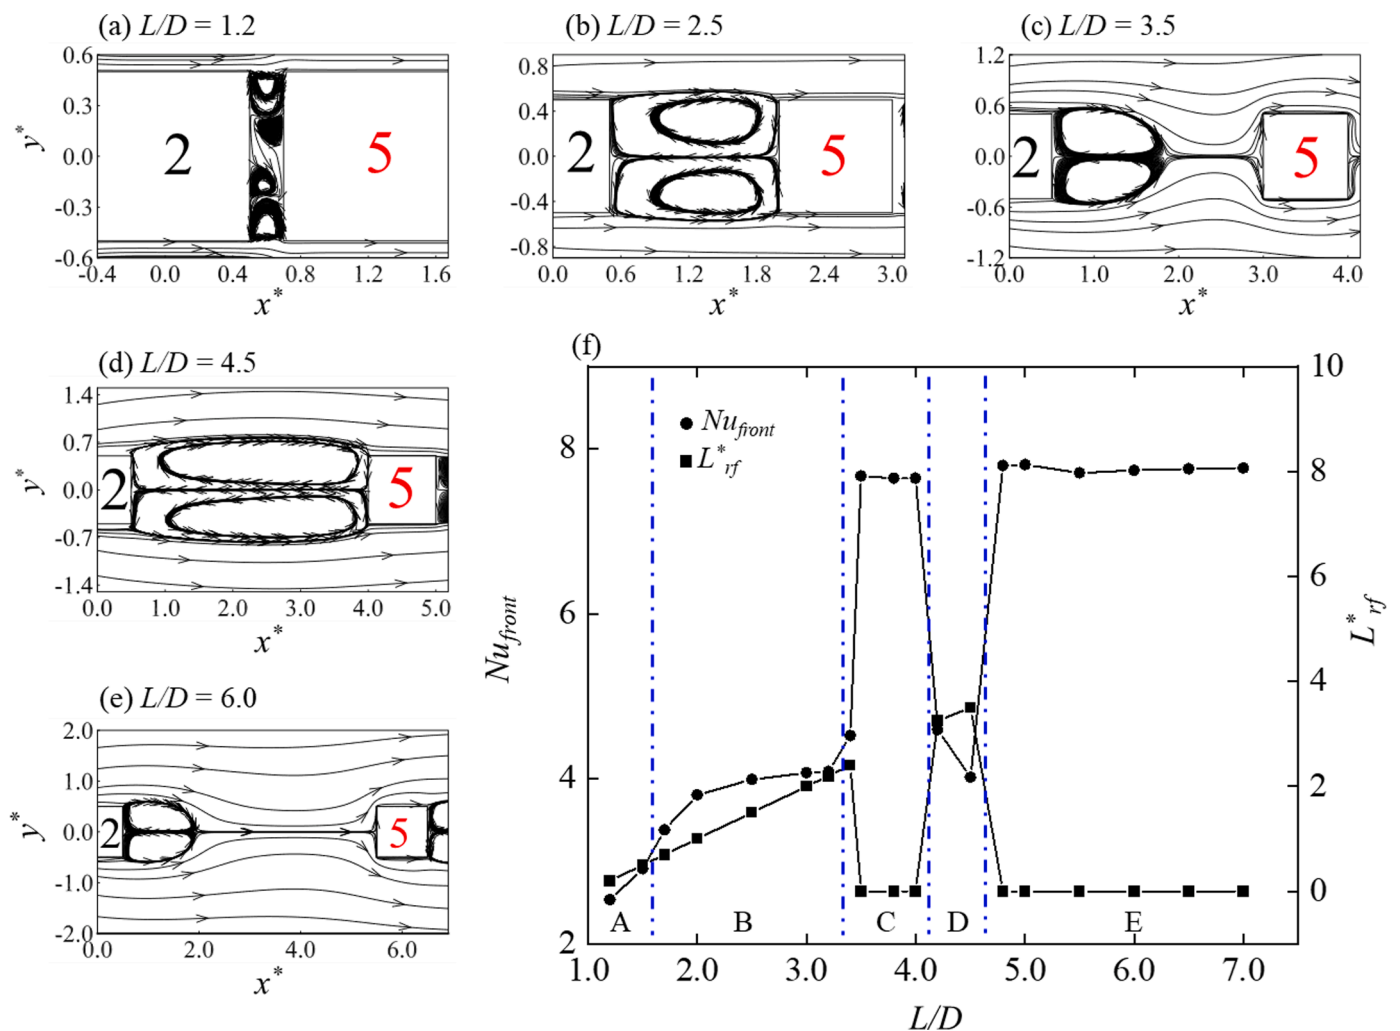 (a) L/D = 1.2
0.6
0.3
0.0
-0.3
-0.6
y*
2
5
-0.4 0.0 0.4 0.8 1.2 1.6
x*
(b) L/D = 2.5
0.8
0.4
0.0
-0.4
-0.8
2
5
0.0 0.6 1.2 1.8 2.4 3.0
x*
(c) L/D = 3.5
1.2
0.6
0.0
-0.6
-1.2
2
5
0.0 1.0 2.0 3.0 4.0
x*
(d) L/D = 4.5
1.4
0.7
0.0
-0.7
-1.4
y*
2
5
0.0 1.0 2.0 3.0 4.0 5.0
x*
(e) L/D = 6.0
2.0
1.0
0.0
-1.0
-2.0
y*
2
5
0.0 2.0 4.0 6.0
x*
(f)
Nu front
L* rf
8
6
4
2
Nu front
10
8
6
4
2
0
L* rf
A B C D E
1.0 2.0 3.0 4.0 5.0 6.0 7.0
L/D